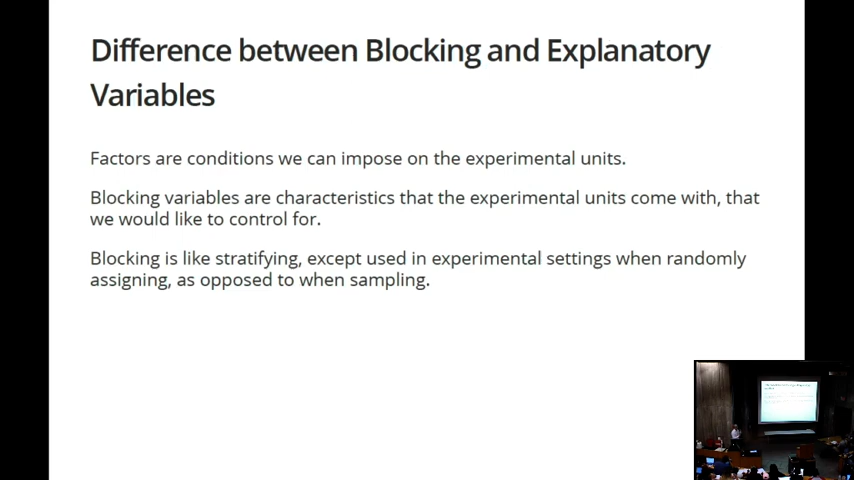 Difference between Blocking and Explanatory
Variables
Factors are conditions we can impose on the experimental units.
Blocking variables are characteristics that the experimental units come with, that
we would like to control for.
Blocking is like stratifying, except used in experimental settings when randomly
assigning, as opposed to when sampling.